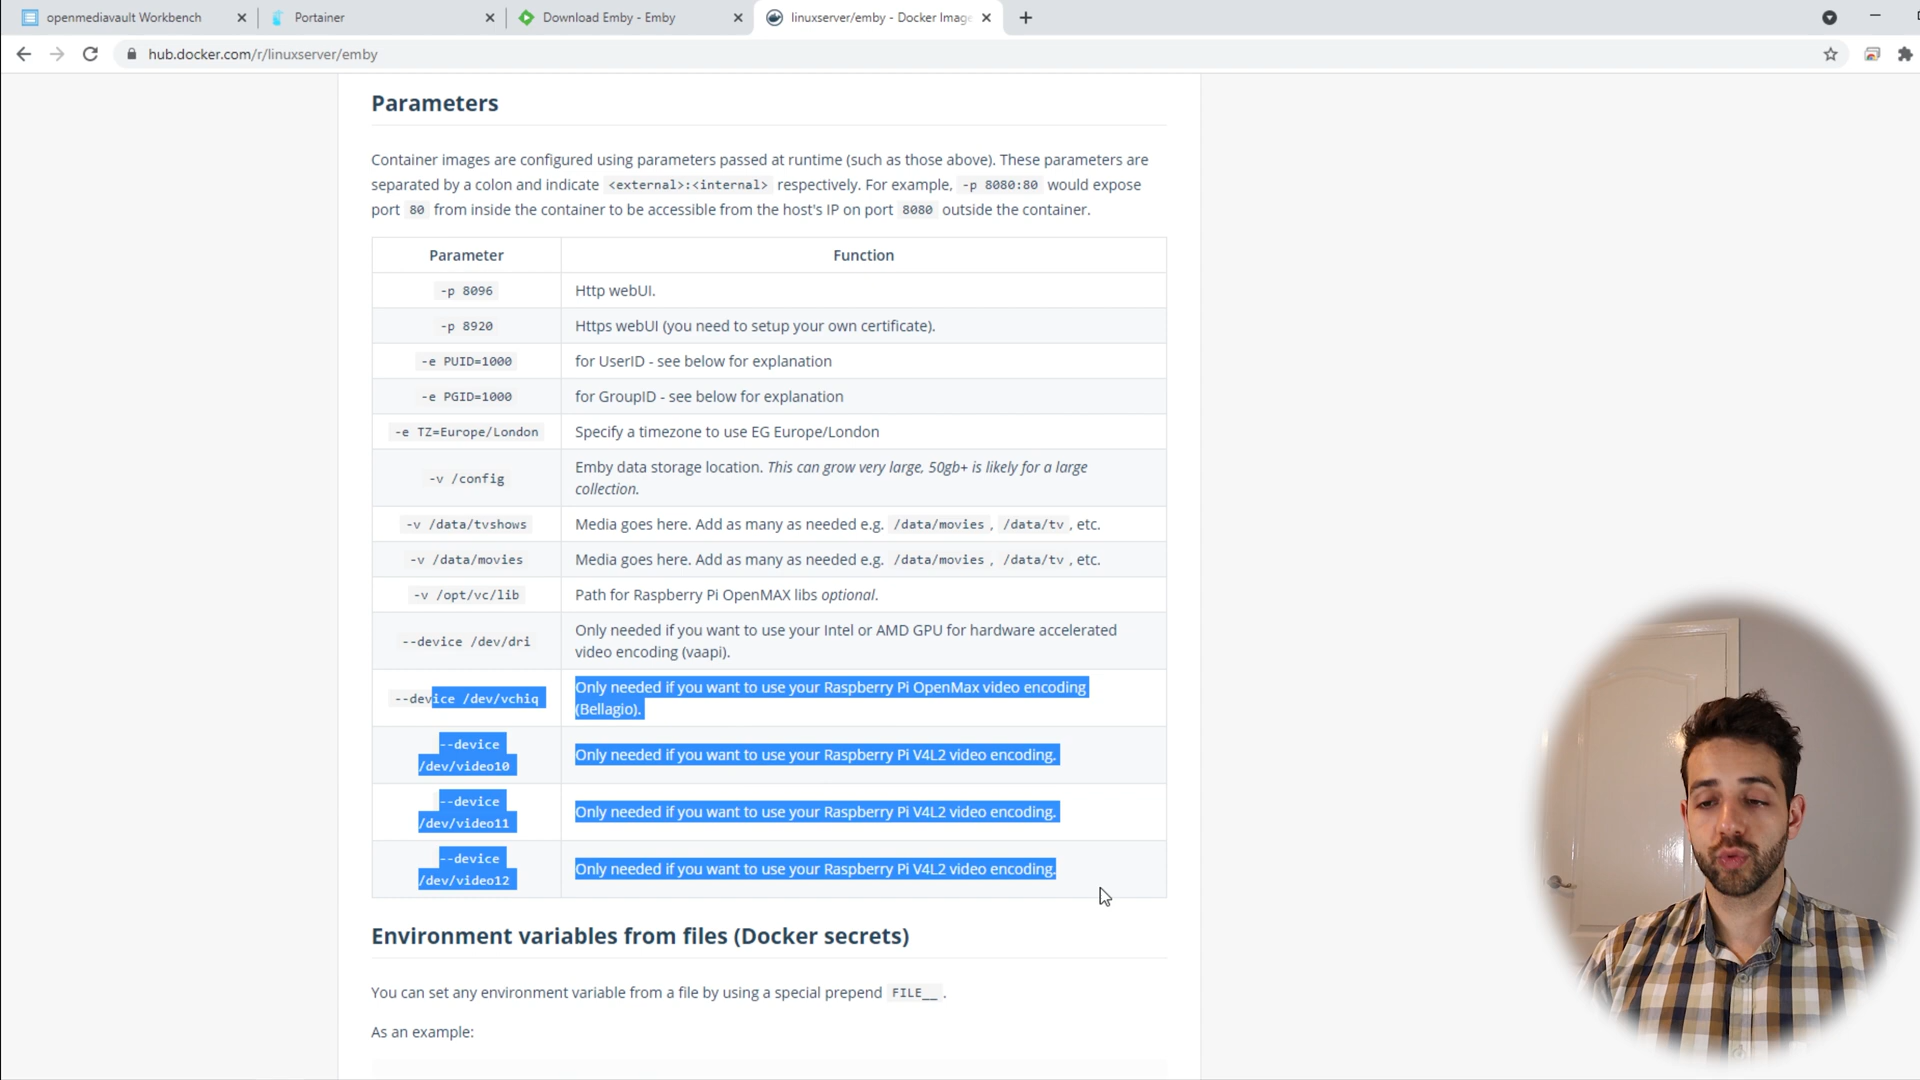 openmediavault Workbench
Portainer
Download Emby - Emby
linuxserver/emby - Docker Imag
hub.docker.com/r/linuxserver/emby
Parameters
Container images are configured using parameters passed at runtime (such as those above). These parameters are
separated by a colon and indicate <external>:<internal> respectively. For example, -p 8080:80 would expose
port 80 from inside the container to be accessible from the host's IP on port 8080 outside the container.
Parameter Function
-p 8096 Http webUI.
-p 8920 Https webUI (you need to setup your own certificate).
-e PUID=1000 for UserID - see below for explanation
-e PGID=1000 for GroupID - see below for explanation
-e TZ=Europe/London Specify a timezone to use EG Europe/London
-v /config Emby data storage location. This can grow very large, 50gb+ is likely for a large
collection.
-v /data/tvshows Media goes here. Add as many as needed e.g. /data/movies, /data/tv, etc.
-v /data/movies Media goes here. Add as many as needed e.g. /data/movies, /data/tv, etc.
-v /opt/vc/lib Path for Raspberry Pi OpenMAX libs optional.
--device /dev/dri Only needed if you want to use your Intel or AMD GPU for hardware accelerated
video encoding (vaapi).
--device /dev/vchiq Only needed if you want to use your Raspberry Pi OpenMax video encoding
(Bellagio).
--device
/dev/video10 Only needed if you want to use your Raspberry Pi V4L2 video encoding.
--device
/dev/video11 Only needed if you want to use your Raspberry Pi V4L2 video encoding.
--device
/dev/video12 Only needed if you want to use your Raspberry Pi V4L2 video encoding.
Environment variables from files (Docker secrets)
You can set any environment variable from a file by using a special prepend FILE__ .
As an example: